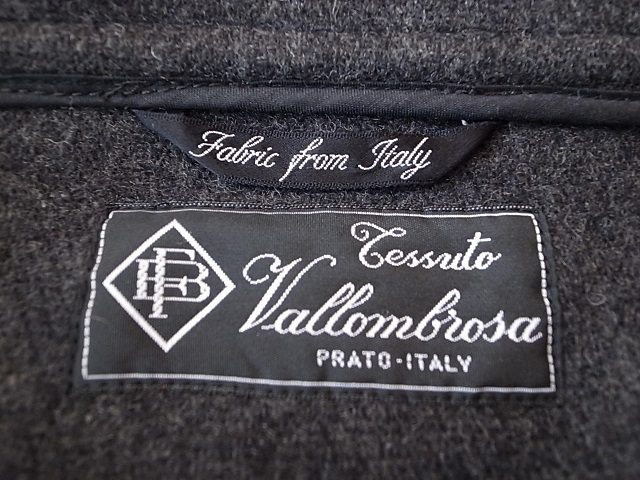 Fabric from Italy
Tessuto
Vallombrosa
PRATO-ITALY